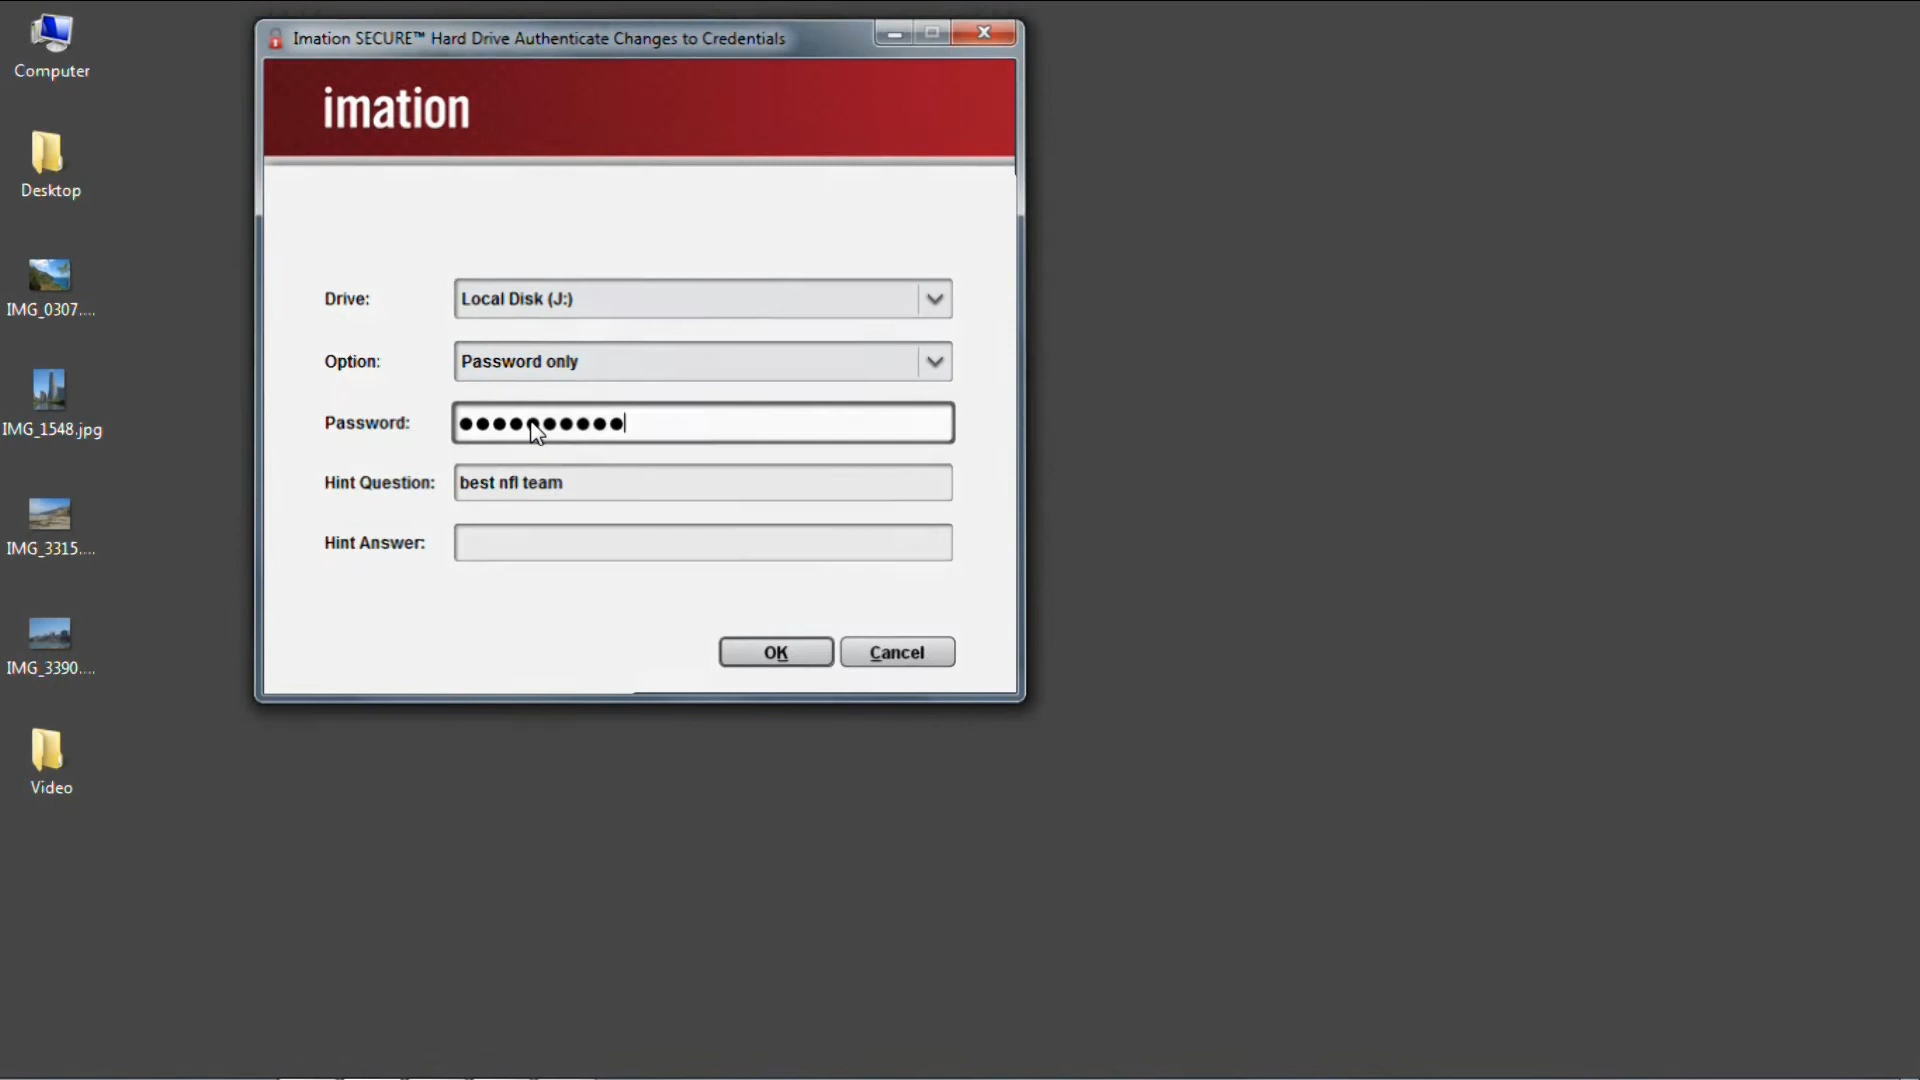 Computer
Desktop
IMG_0307....
IMG_1548.jpg
IMG_3315....
IMG_3390....
Video
Imation SECURE™ Hard Drive Authenticate Changes to Credentials
imation
Drive: Local Disk (J:)
Option: Password only
Password: ●●●●●●●●●●
Hint Question: best nfl team
Hint Answer:
OK Cancel